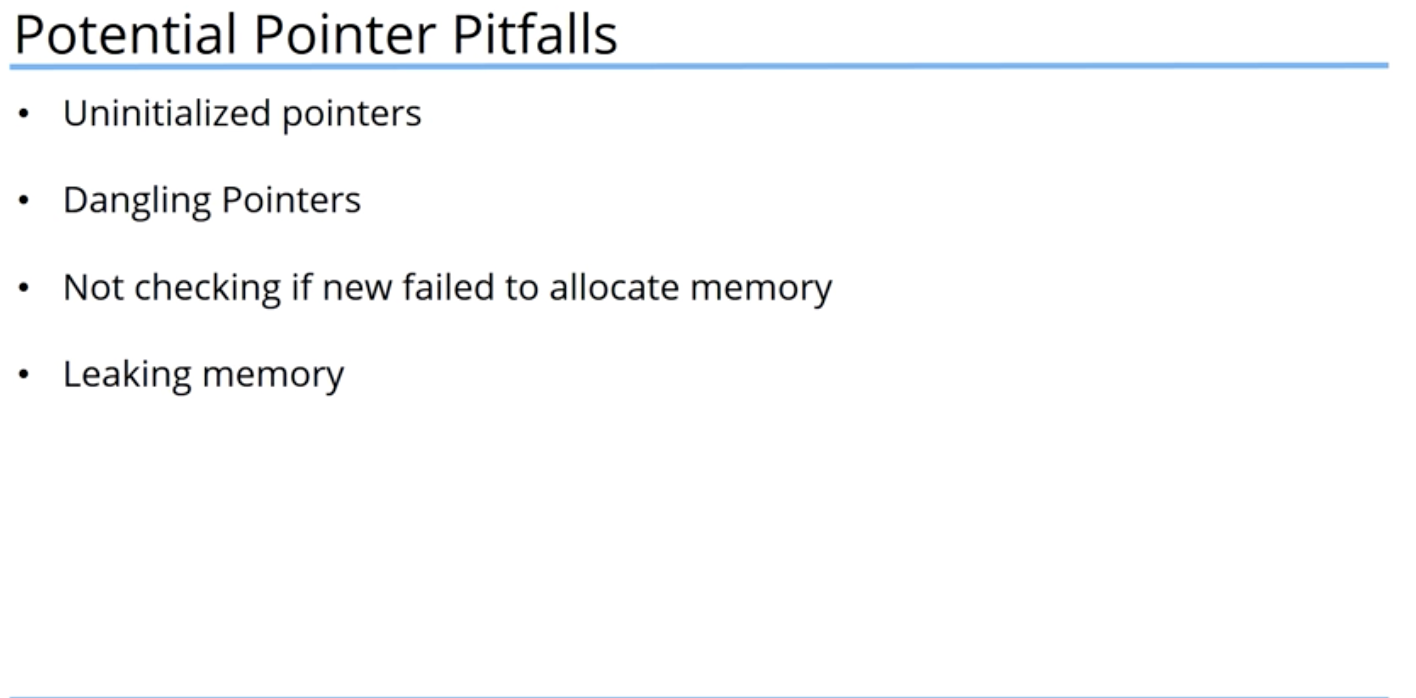 Potential Pointer Pitfalls
• Uninitialized pointers
• Dangling Pointers
• Not checking if new failed to allocate memory
• Leaking memory